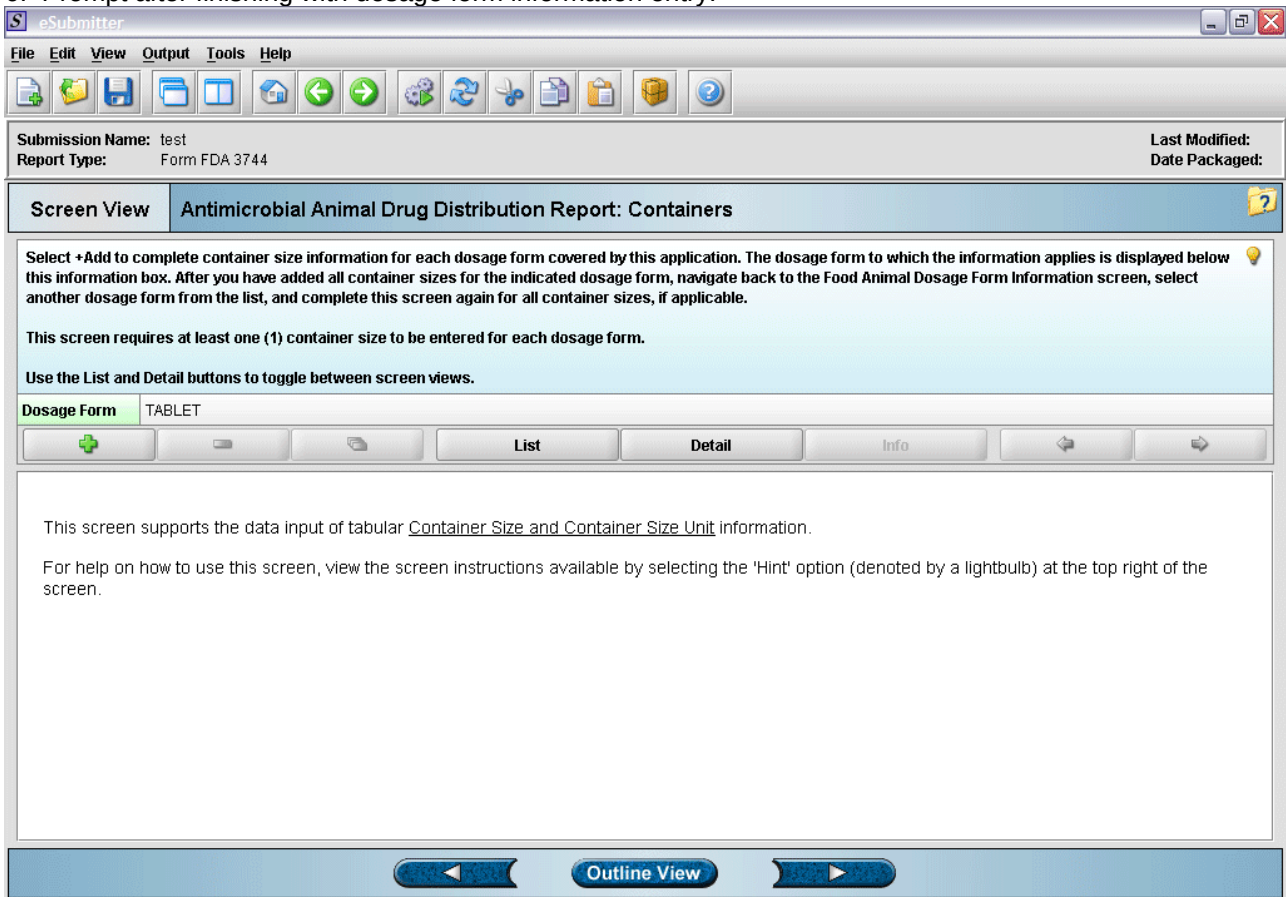 Prompt after finishing with dosage form information entry.
S eSubmitter
File Edit View Output Tools Help
Submission Name: test
Last Modified:
Report Type: Form FDA 3744
Date Packaged:
Screen View
Antimicrobial Animal Drug Distribution Report: Containers
Select +Add to complete container size information for each dosage form covered by this application. The dosage form to which the information applies is displayed below
this information box. After you have added all container sizes for the indicated dosage form, navigate back to the Food Animal Dosage Form Information screen, select
another dosage form from the list, and complete this screen again for all container sizes, if applicable.
This screen requires at least one (1) container size to be entered for each dosage form.
Use the List and Detail buttons to toggle between screen views.
Dosage Form TABLET
List Detail Info
This screen supports the data input of tabular Container Size and Container Size Unit information.
For help on how to use this screen, view the screen instructions available by selecting the 'Hint' option (denoted by a lightbulb) at the top right of the
screen.
Outline View